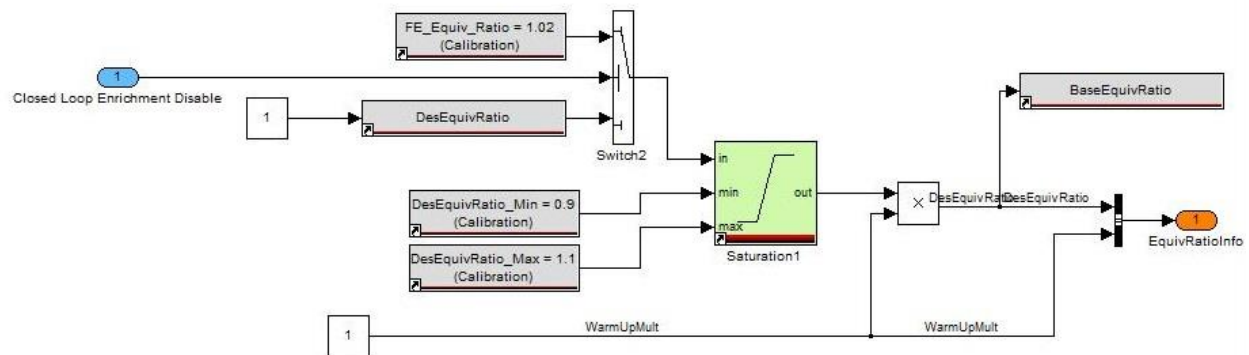 FE_Equiv_Ratio = 1.02
(Calibration)
1
Closed Loop Enrichment Disable
1
DesEquivRatio
Switch2
BaseEquivRatio
in
min
max
out
Saturation1
DesEquivRatio_Min = 0.9
(Calibration)
DesEquivRatio_Max = 1.1
(Calibration)
×
DesEquivRatio
DesEquivRatio
1
EquivRatioInfo
1
WarmUpMult
WarmUpMult